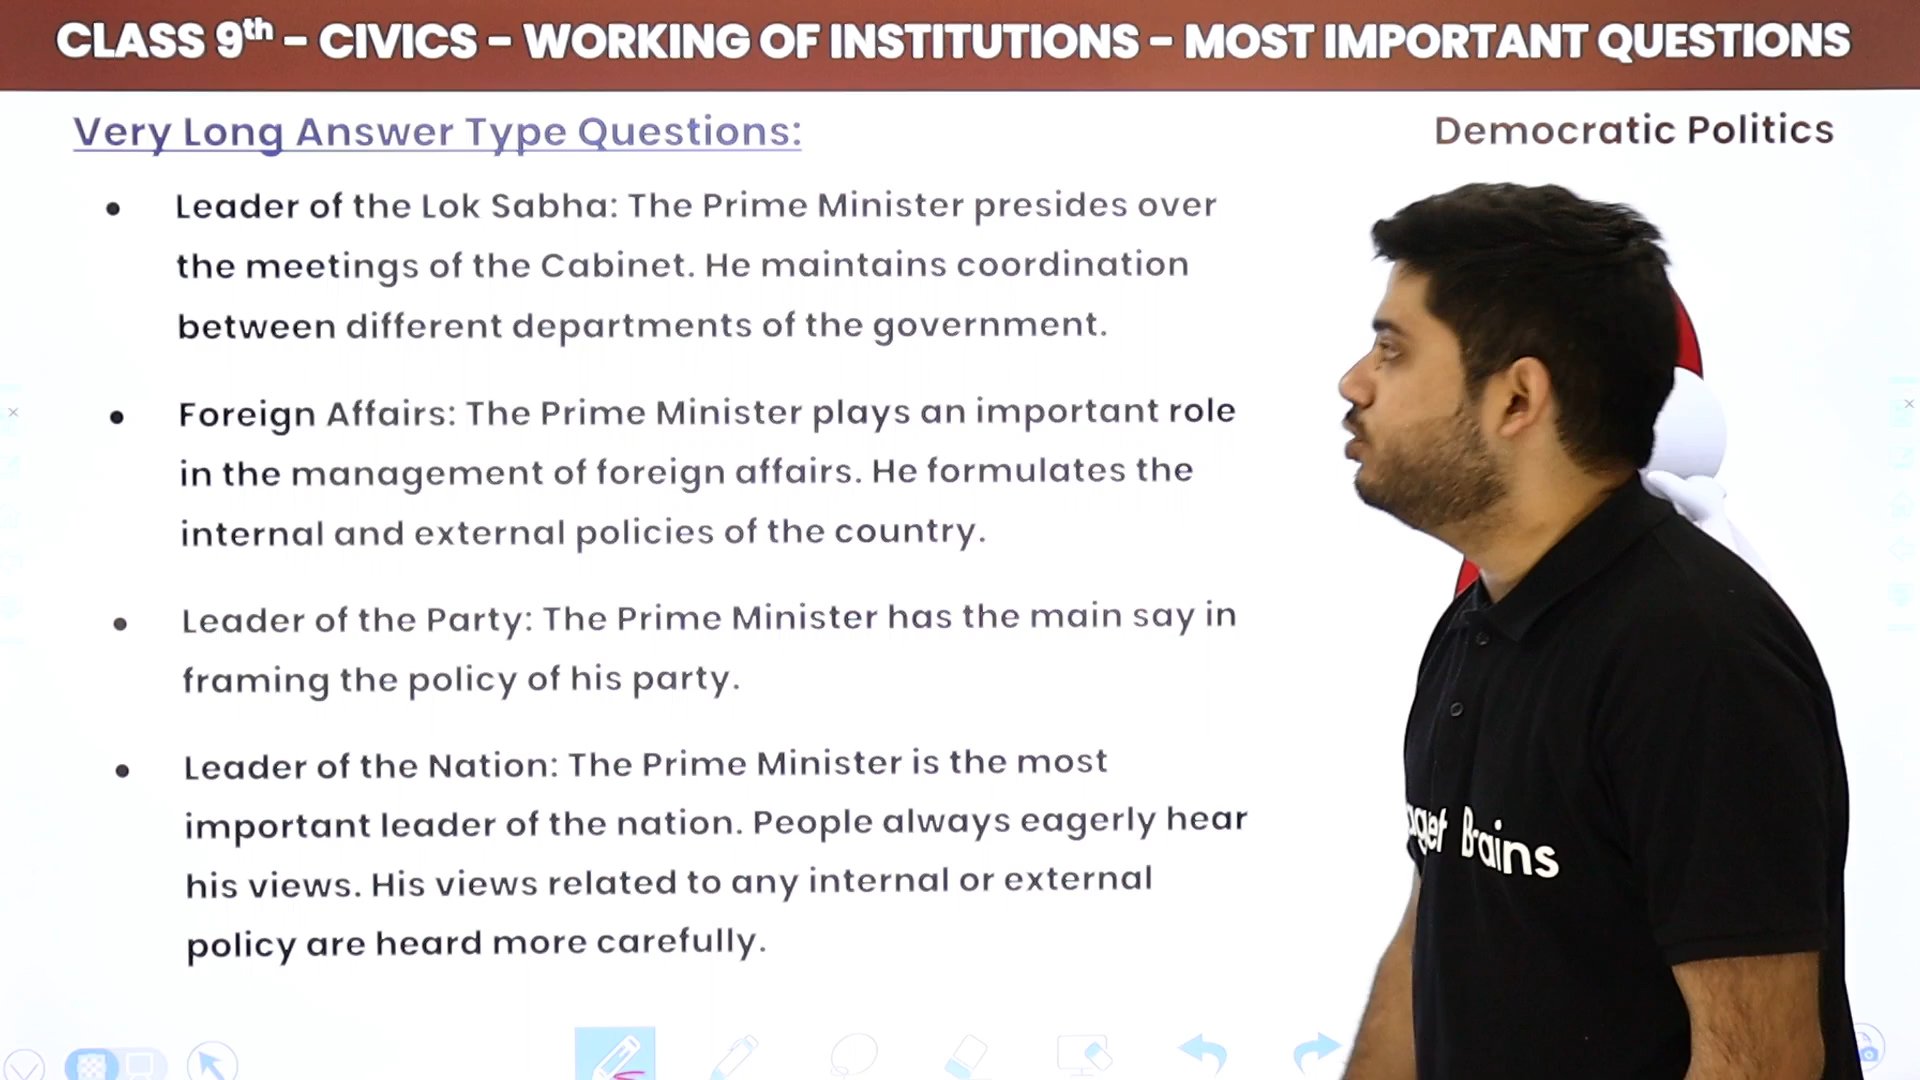 CLASS 9th - CIVICS - WORKING OF INSTITUTIONS - MOST IMPORTANT QUESTIONS
Very Long Answer Type Questions:
Democratic Politics
• Leader of the Lok Sabha: The Prime Minister presides over
the meetings of the Cabinet. He maintains coordination
between different departments of the government.
• Foreign Affairs: The Prime Minister plays an important role
in the management of foreign affairs. He formulates the
internal and external policies of the country.
• Leader of the Party: The Prime Minister has the main say in
framing the policy of his party.
• Leader of the Nation: The Prime Minister is the most
important leader of the nation. People always eagerly hear
his views. His views related to any internal or external
policy are heard more carefully.
Brains